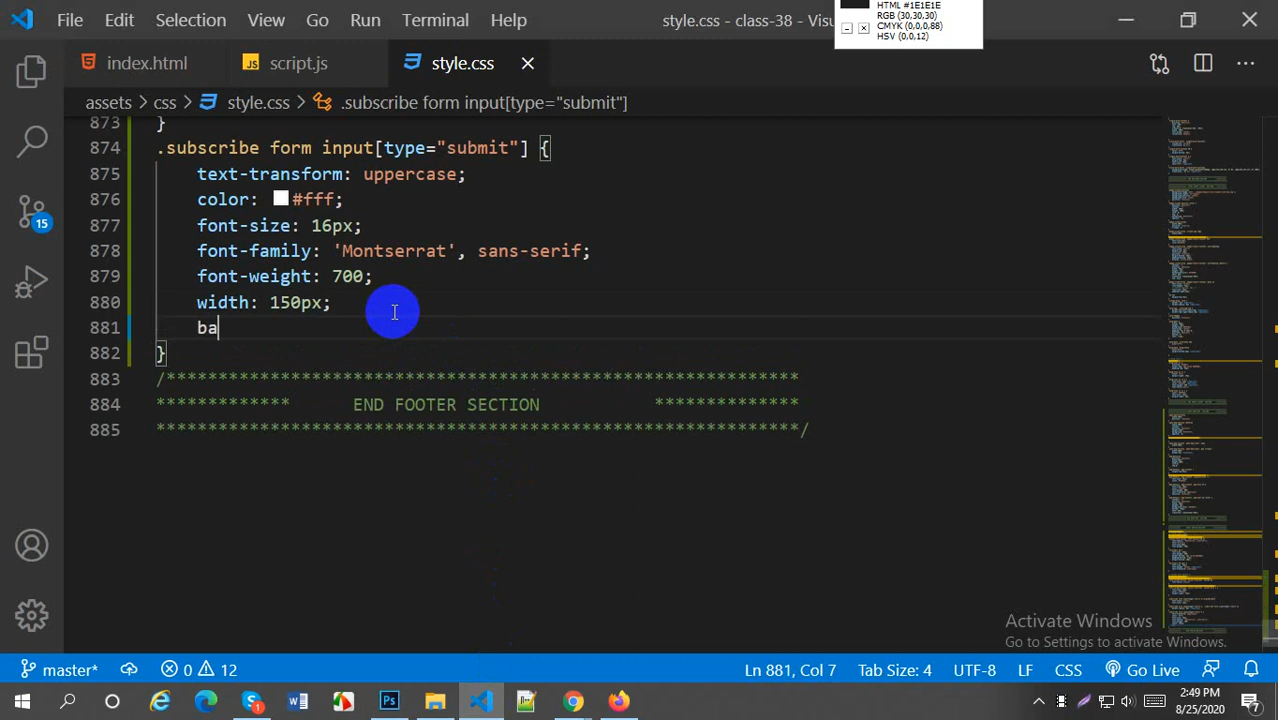 File Edit Selection View Go Run Terminal Help style.css - class-38 - Visu
HTML #1E1E1E
RGB (30,30,30)
CMYK (0,0,0,88)
HSV (0,0,12)
index.html JS script.js style.css
assets > css > style.css > .subscribe form input[type="submit"]
873 }
874 .subscribe form input[type="submit"] {
875 text-transform: uppercase;
876 color: #fff;
877 font-size: 16px;
878 font-family: 'Montserrat', sans-serif;
879 font-weight: 700;
880 width: 150px;
881 ba
882 }
883 /*************************************************************
884 ************* END FOOTER SECTION **************
885 **************************************************************/
15
Activate Windows
Go to Settings to activate Windows.
master* 0 12 Ln 881, Col 7 Tab Size: 4 UTF-8 LF CSS Go Live
2:49 PM
8/25/2020